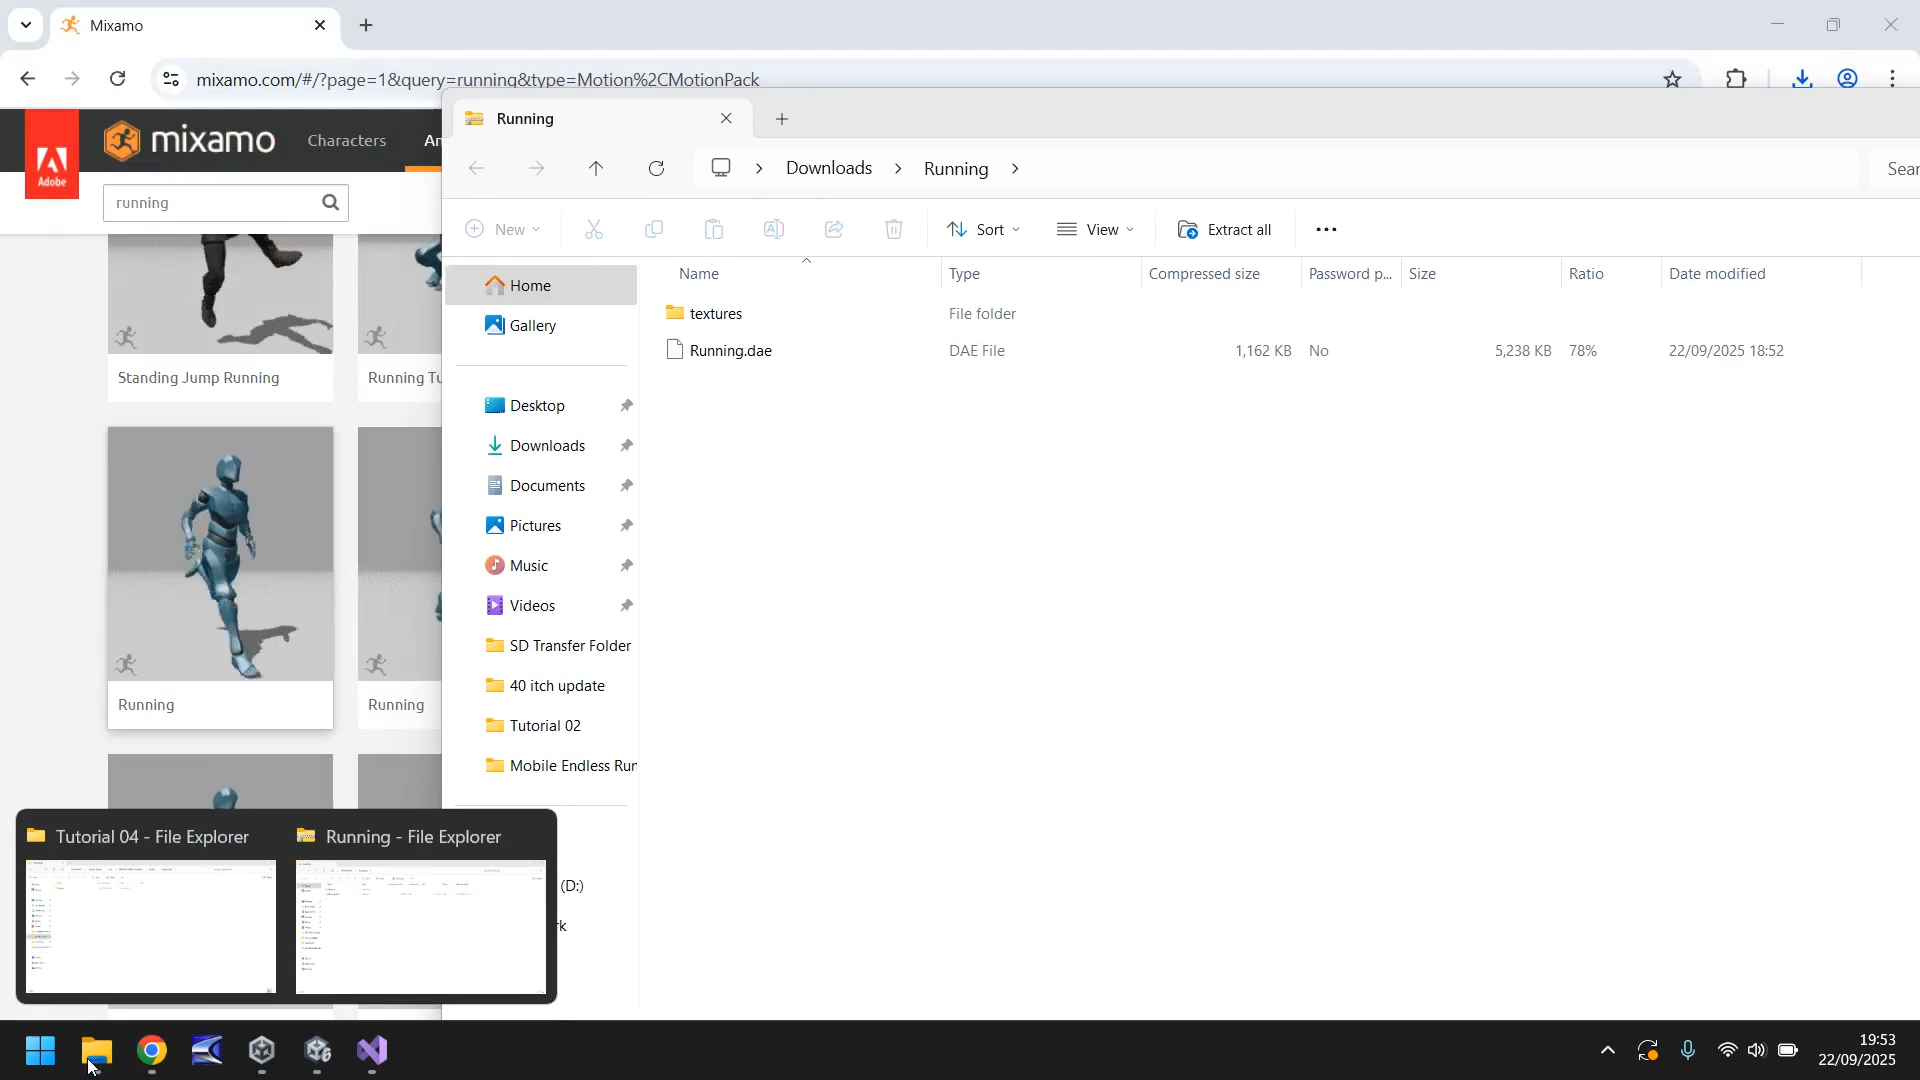 Mixamo
mixamo.com/#/?page=1&query=running&type=Motion%2CMotionPack
Adobe
mixamo
Characters
An
running
Standing Jump Running
Running Tu
Running
Running
Running
Downloads
Running
Sear
New
Sort
View
Extract all
Name
Type
Compressed size
Password p...
Size
Ratio
Date modified
textures
File folder
Running.dae
DAE File
1,162 KB
No
5,238 KB
78%
22/09/2025 18:52
Home
Gallery
Desktop
Downloads
Documents
Pictures
Music
Videos
SD Transfer Folder
40 itch update
Tutorial 02
Mobile Endless Run
(D:)
rk
Tutorial 04 - File Explorer
Running - File Explorer
19:53
22/09/2025